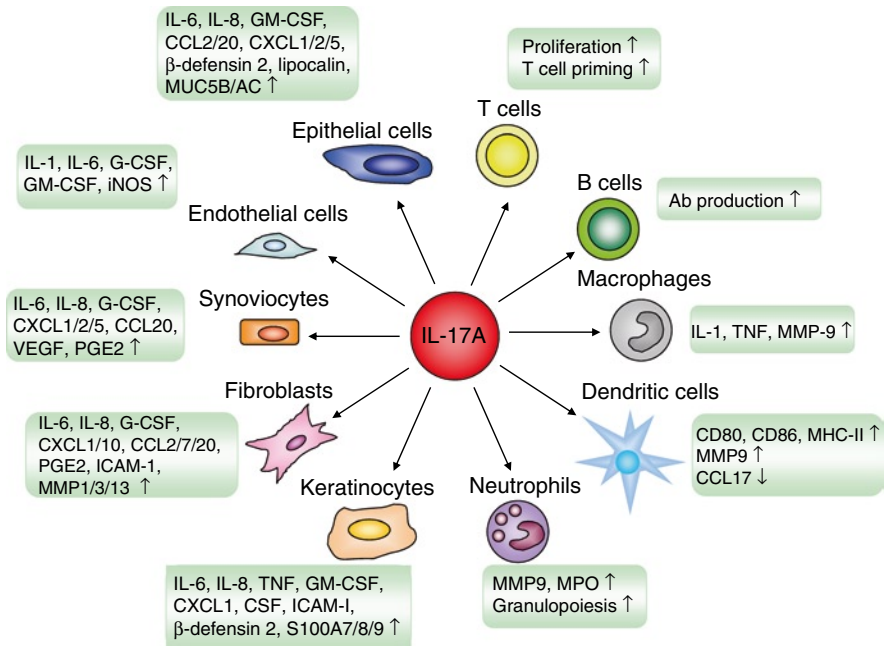 IL-6, IL-8, GM-CSF,
CCL2/20, CXCL1/2/5,
β-defensin 2, lipocalin,
MUC5B/AC ↑
Epithelial cells
Proliferation ↑
T cell priming ↑
T cells
IL-1, IL-6, G-CSF,
GM-CSF, iNOS ↑
Endothelial cells
B cells
Ab production ↑
IL-6, IL-8, G-CSF,
CXCL1/2/5, CCL20,
VEGF, PGE2 ↑
Synoviocytes
IL-17A
Macrophages
IL-1, TNF, MMP-9 ↑
Fibroblasts
IL-6, IL-8, G-CSF,
CXCL1/10, CCL2/7/20,
PGE2, ICAM-1,
MMP1/3/13 ↑
Dendritic cells
CD80, CD86, MHC-II ↑
MMP9 ↑
CCL17 ↓
Keratinocytes
IL-6, IL-8, TNF, GM-CSF,
CXCL1, CSF, ICAM-I,
β-defensin 2, S100A7/8/9 ↑
Neutrophils
MMP9, MPO ↑
Granulopoiesis ↑